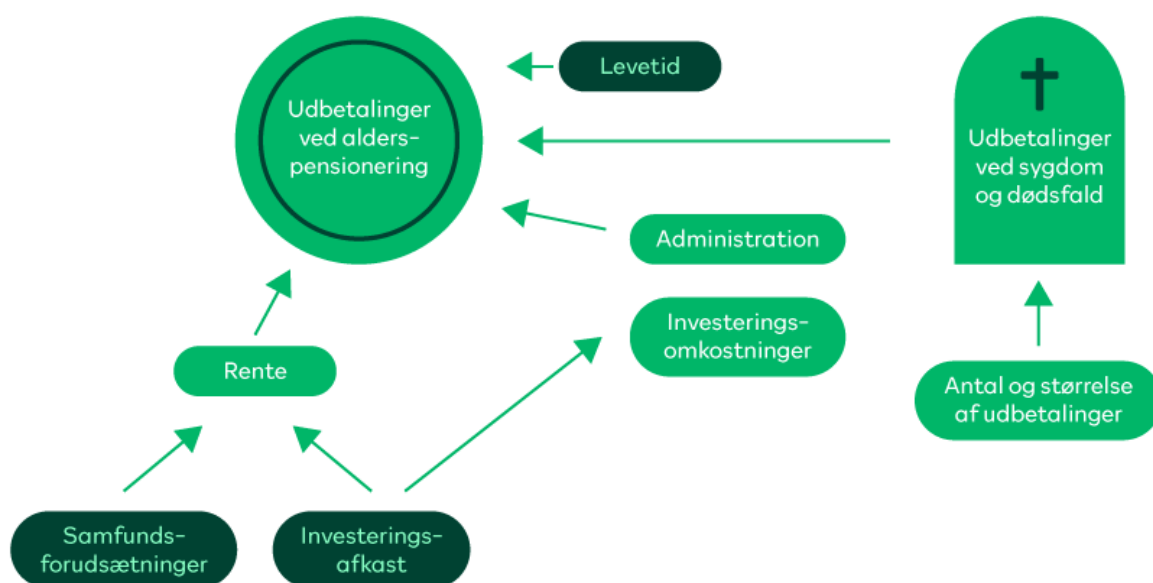 Levetid
Udbetalinger
ved alders-
pensionering
Udbetalinger
ved sygdom
og dødsfald
Administration
Investerings-
omkostninger
Rente
Antal og størrelse
af udbetalinger
Samfunds-
forudsætninger
Investerings-
afkast